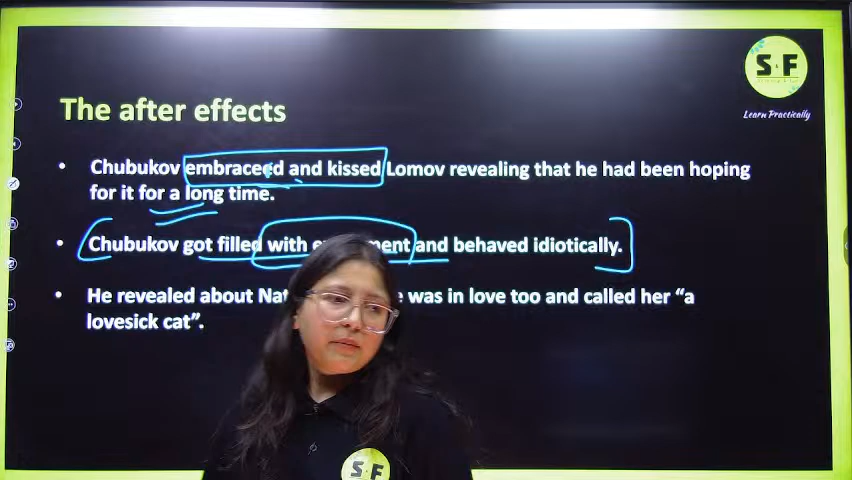 S & F
Learn Practically
The after effects
• Chubukov embraceed and kissed Lomov revealing that he had been hoping
for it for a long time.
• Chubukov got filled with and behaved idiotically.
• He revealed about was in love too and called her “a
lovesick cat”.
S F